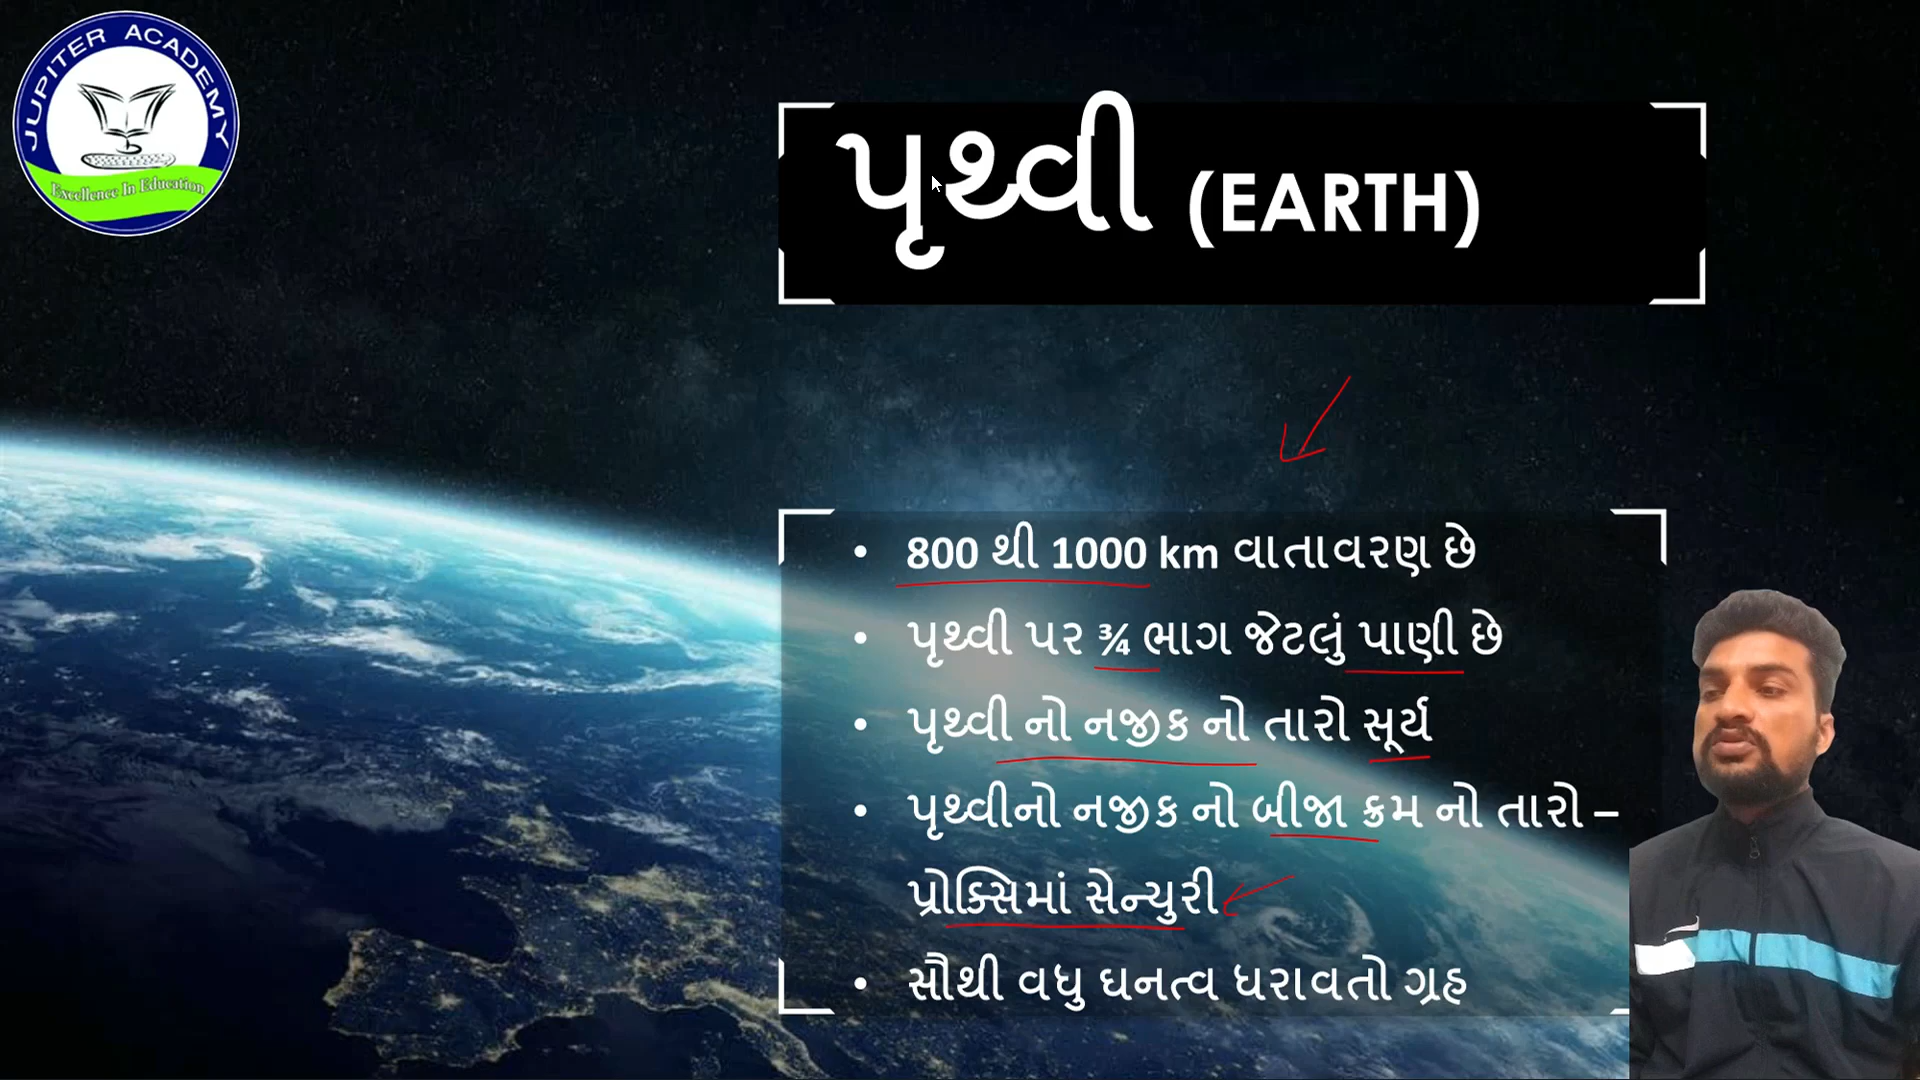 JUPITER ACADEMY
Excellence In Education
પૃથ્વી (EARTH)
• 800 થી 1000 km વાતાવરણ છે
• પૃથ્વી પર ¾ ભાગ જેટલું પાણી છે
• પૃથ્વી નો નજીક નો તારો સૂર્ય
• પૃથ્વીનો નજીક નો બીજા ક્રમ નો તારો –
પ્રોક્સિમાં સેન્ચુરી
• સૌથી વધુ ઘનત્વ ધરાવતો ગ્રહ